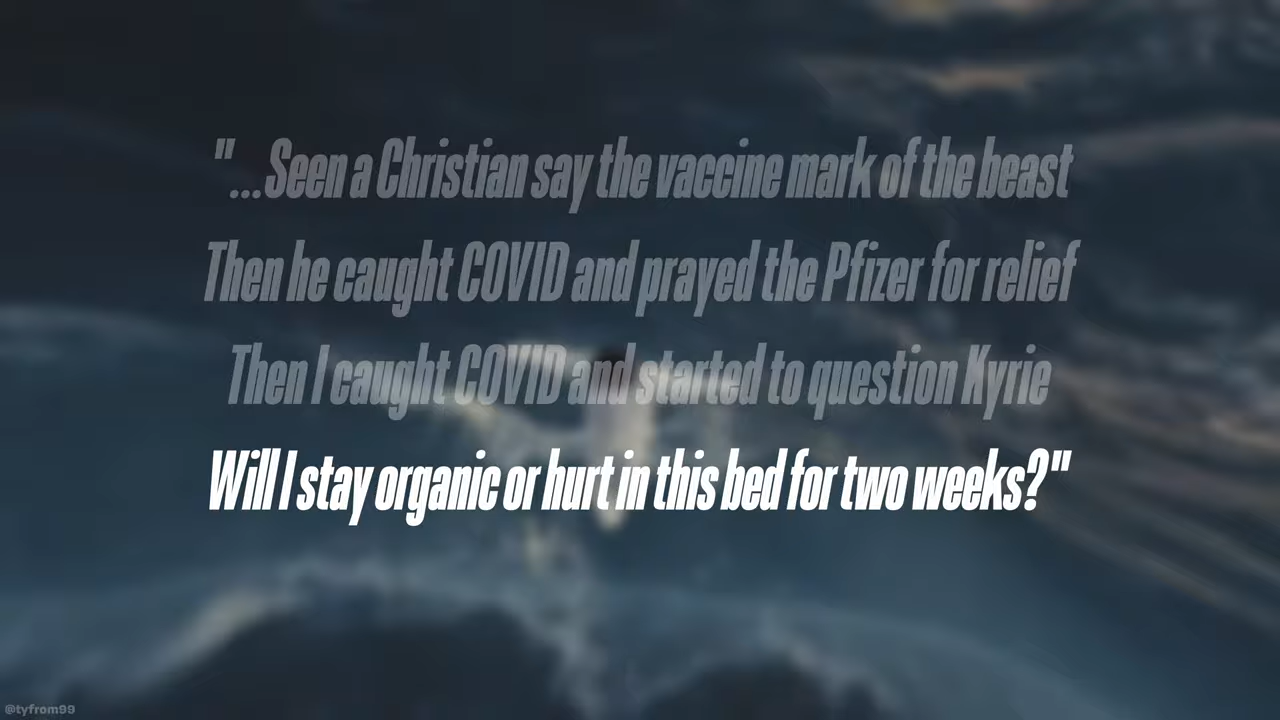 "...Seen a Christian say the vaccine mark of the beast
Then he caught COVID and prayed the Pfizer for relief
Then I caught COVID and started to question Kyrie
Will I stay organic or hurt in this bed for two weeks?"
@tyfrom99